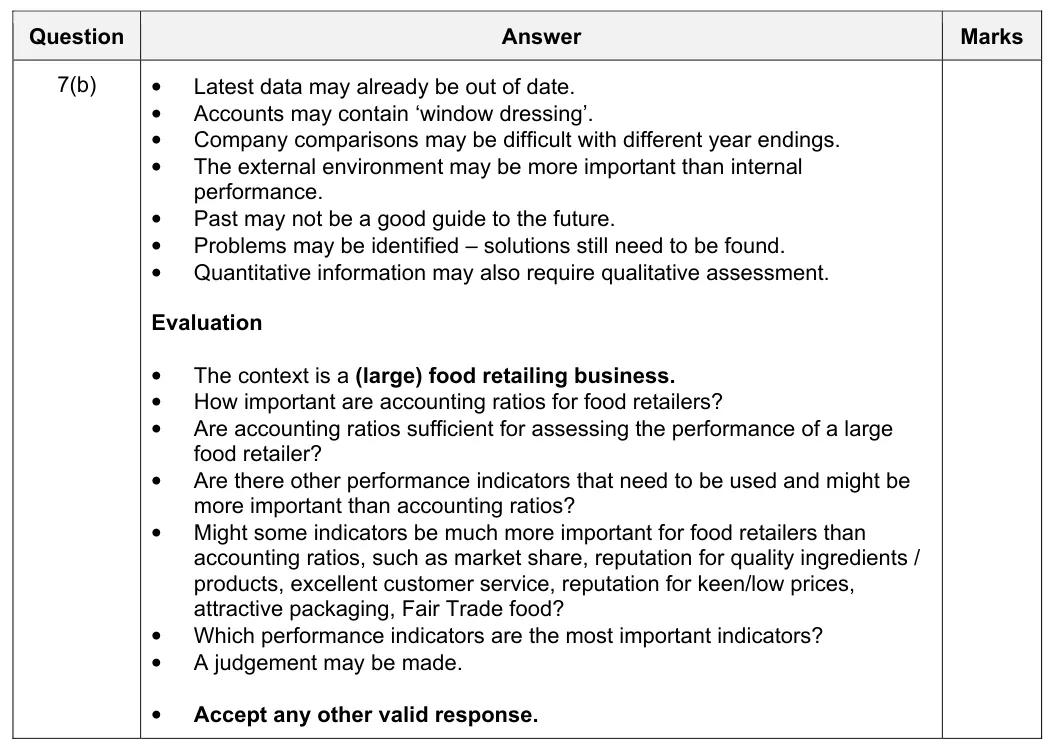 Question Answer Marks
7(b)
• Latest data may already be out of date.
• Accounts may contain ‘window dressing’.
• Company comparisons may be difficult with different year endings.
• The external environment may be more important than internal
performance.
• Past may not be a good guide to the future.
• Problems may be identified – solutions still need to be found.
• Quantitative information may also require qualitative assessment.
Evaluation
• The context is a (large) food retailing business.
• How important are accounting ratios for food retailers?
• Are accounting ratios sufficient for assessing the performance of a large
food retailer?
• Are there other performance indicators that need to be used and might be
more important than accounting ratios?
• Might some indicators be much more important for food retailers than
accounting ratios, such as market share, reputation for quality ingredients /
products, excellent customer service, reputation for keen/low prices,
attractive packaging, Fair Trade food?
• Which performance indicators are the most important indicators?
• A judgement may be made.
• Accept any other valid response.